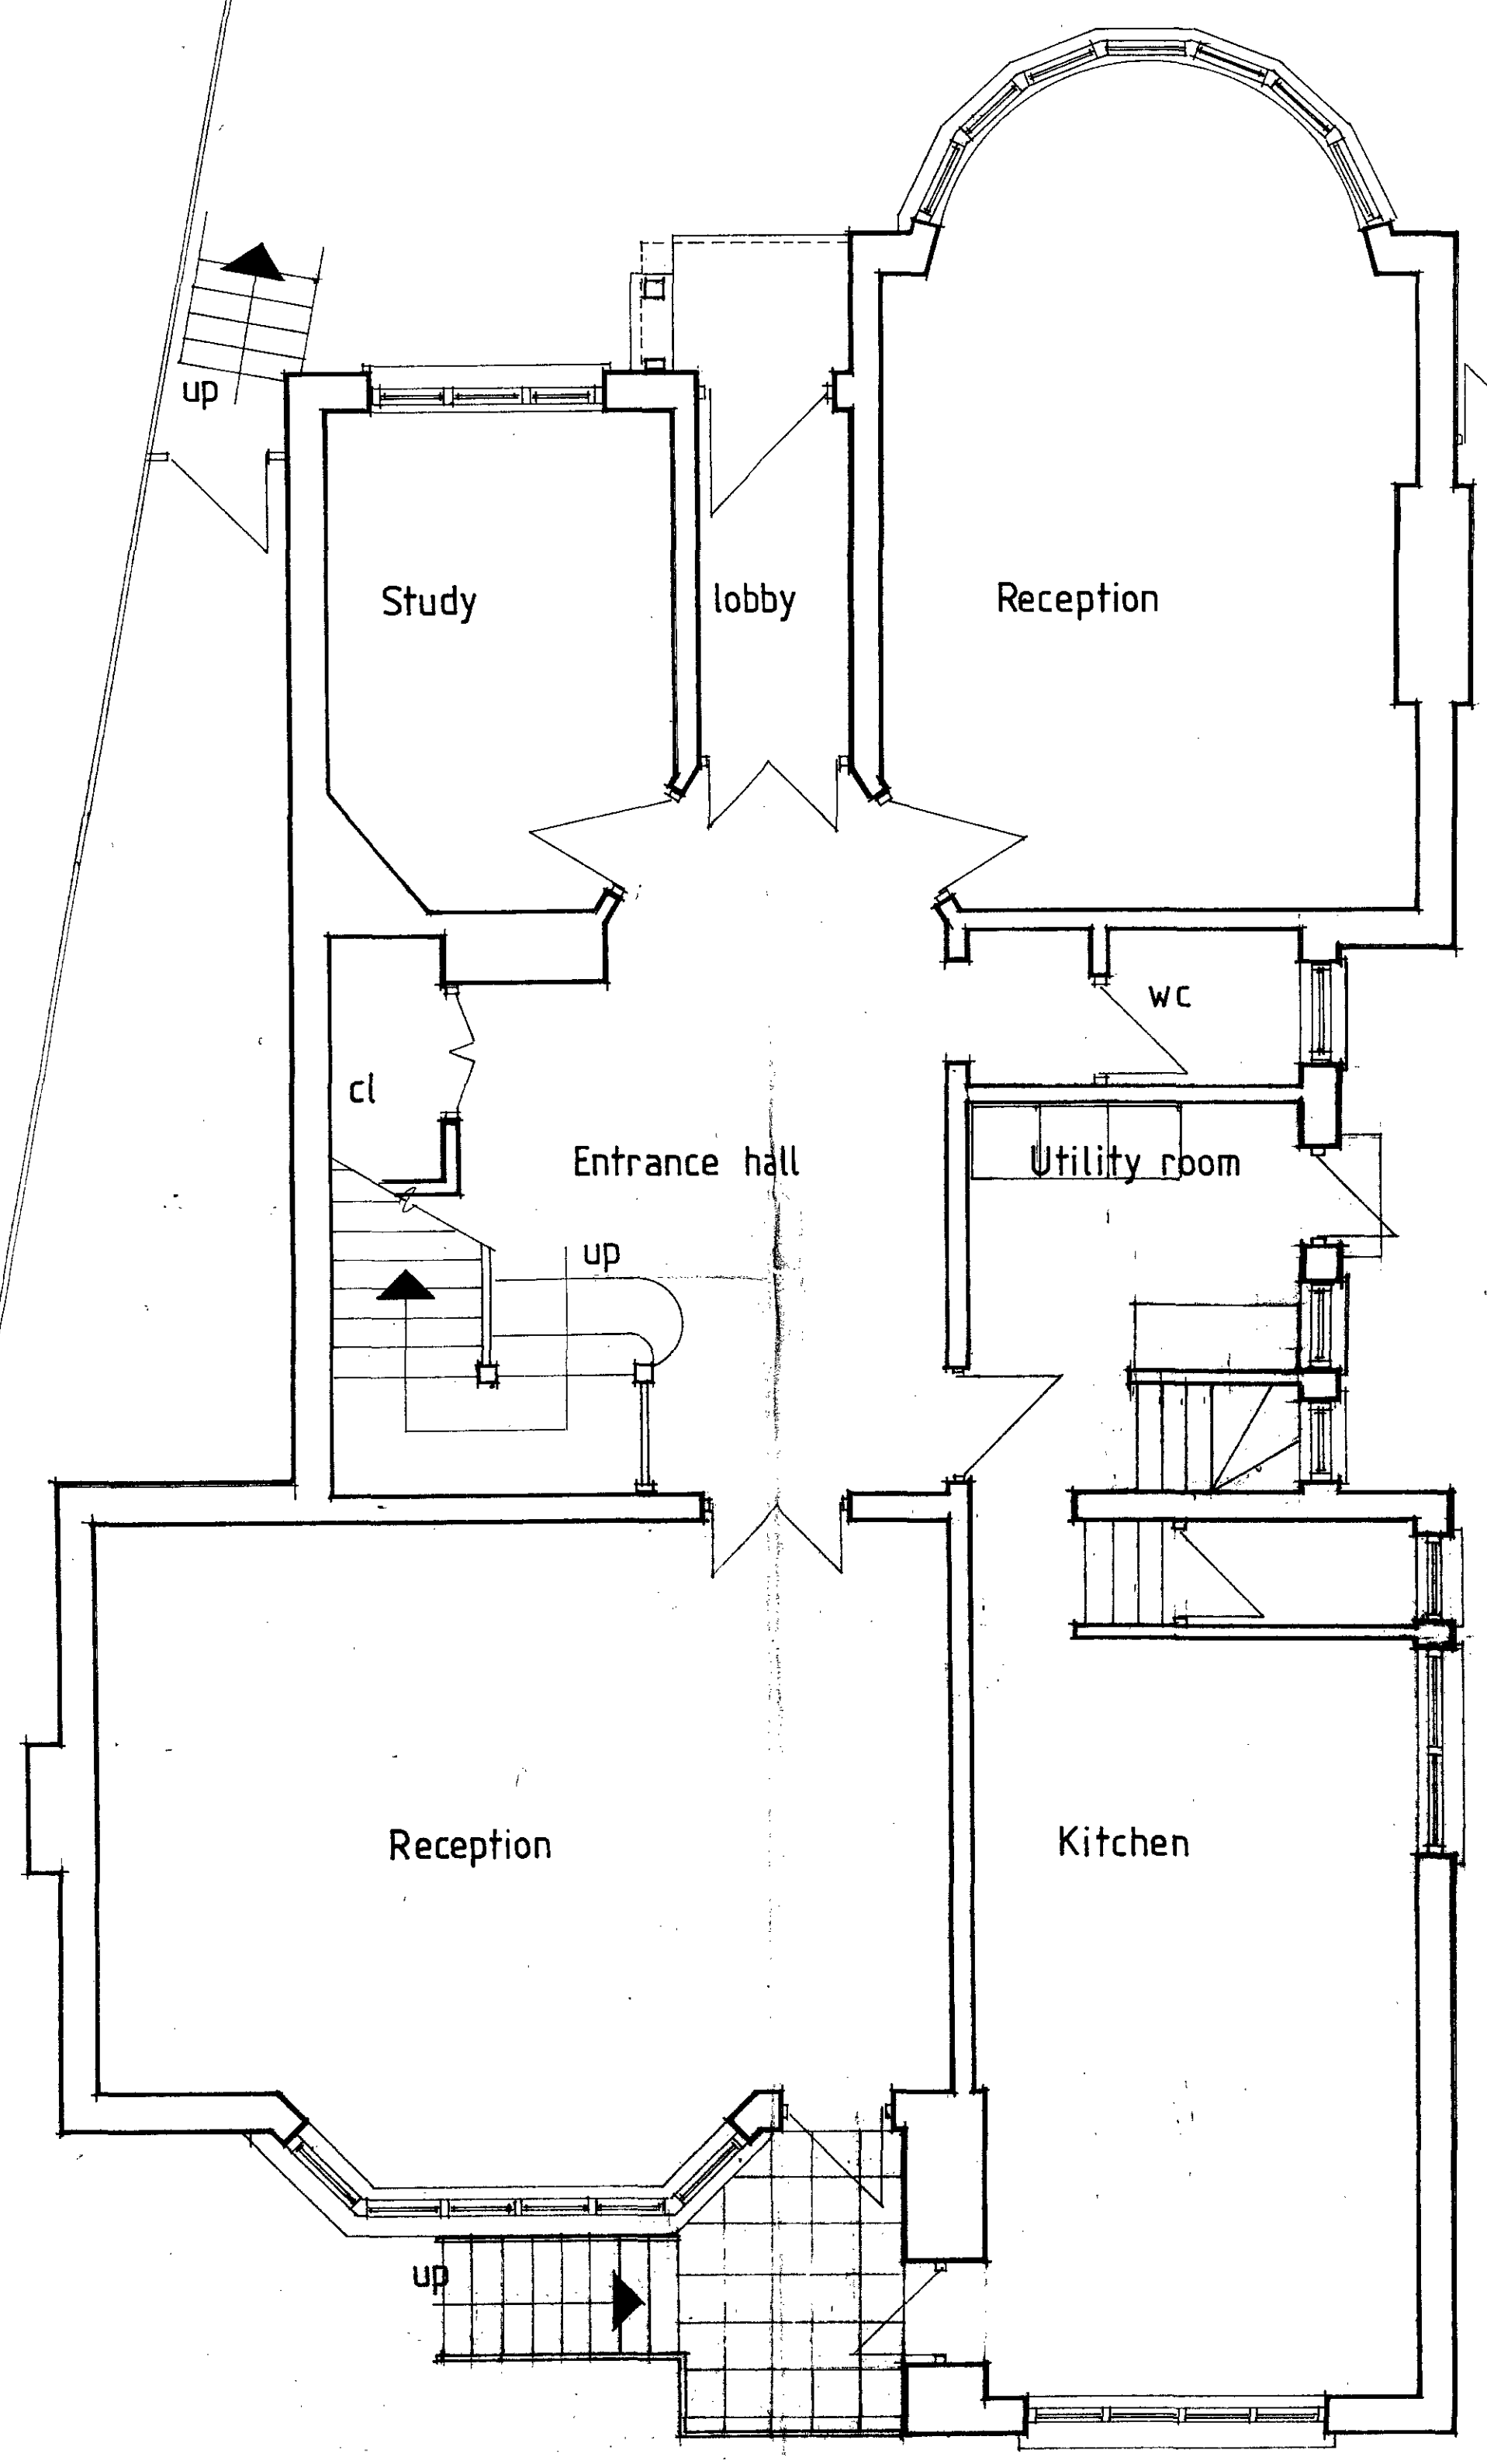 up
Study
lobby
Reception
wc
cl
Entrance hall
Utility room
up
Reception
Kitchen
up